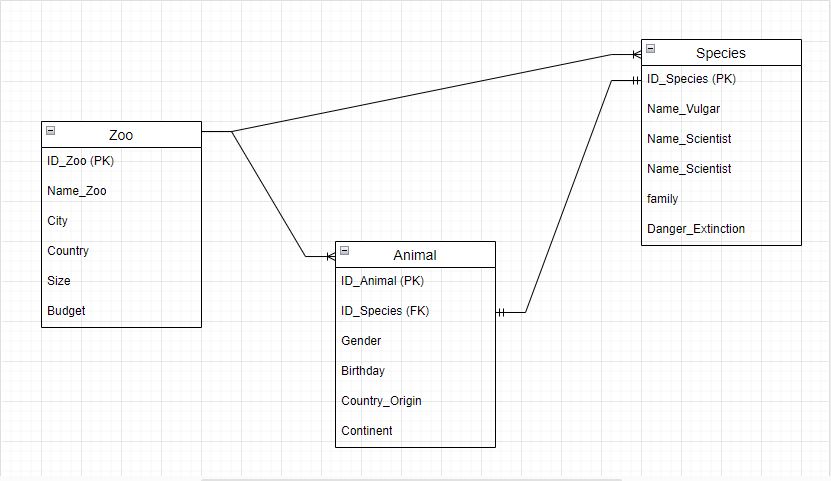 Zoo
ID_Zoo (PK)
Name_Zoo
City
Country
Size
Budget
Animal
ID_Animal (PK)
ID_Species (FK)
Gender
Birthday
Country_Origin
Continent
Species
ID_Species (PK)
Name_Vulgar
Name_Scientist
Name_Scientist
family
Danger_Extinction